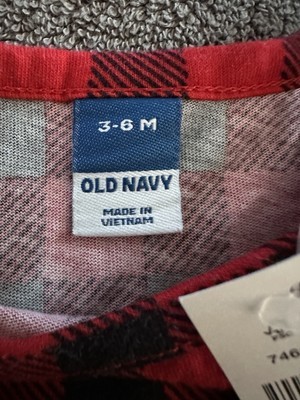 3-6 M
OLD NAVY
MADE IN
VIETNAM
746